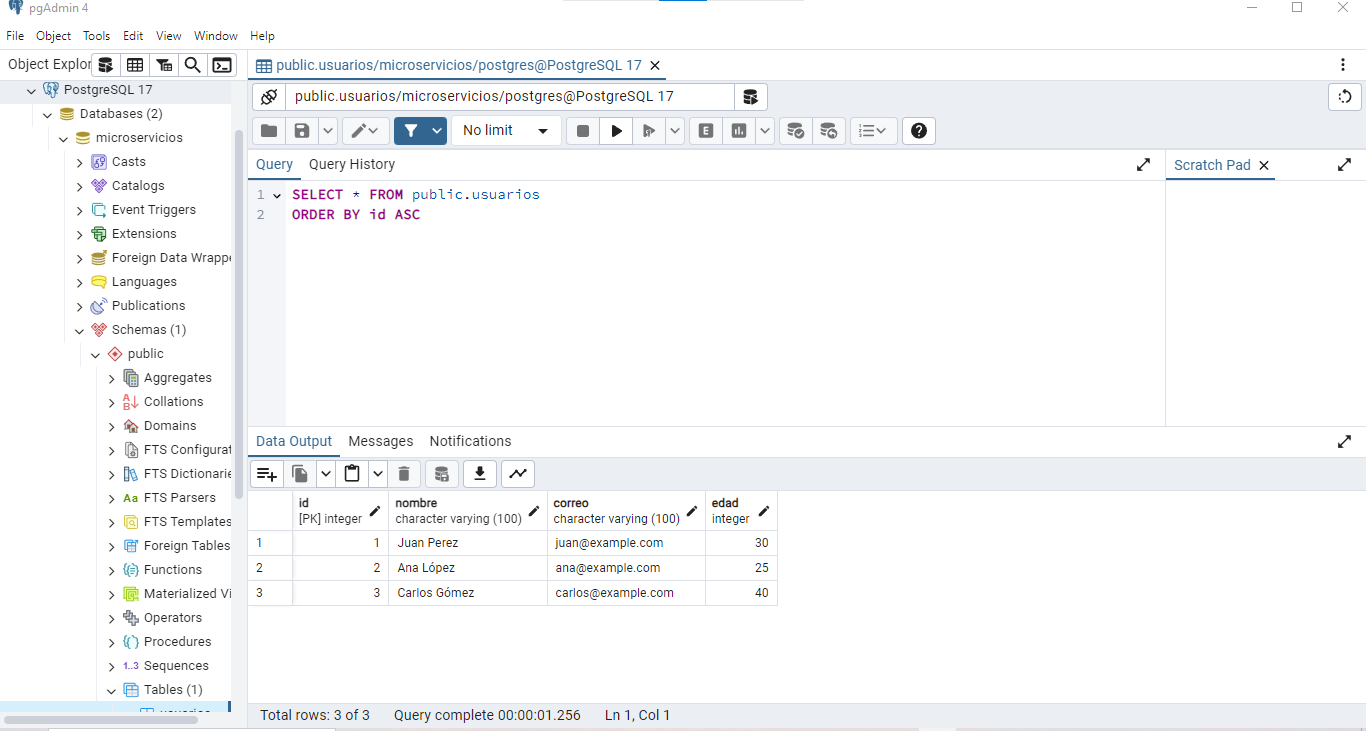 pgAdmin 4
File Object Tools Edit View Window Help
Object Explor
public.usuarios/microservicios/postgres@PostgreSQL 17
PostgreSQL 17
public.usuarios/microservicios/postgres@PostgreSQL 17
Databases (2)
microservicios
No limit
E
Casts
Query Query History
Scratch Pad
Catalogs
1 SELECT * FROM public.usuarios
2 ORDER BY id ASC
Event Triggers
Extensions
Foreign Data Wrappe
Languages
Publications
Schemas (1)
public
Aggregates
Collations
Domains
FTS Configurat
FTS Dictionarie
Aa FTS Parsers
FTS Templates
Foreign Tables
Functions
Materialized Vi
Operators
Procedures
1..3 Sequences
Tables (1)
usuarios
Data Output Messages Notifications
id nombre correo edad
[PK] integer character varying (100) character varying (100) integer
1 1 Juan Perez juan@example.com 30
2 2 Ana López ana@example.com 25
3 3 Carlos Gómez carlos@example.com 40
Total rows: 3 of 3 Query complete 00:00:01.256 Ln 1, Col 1